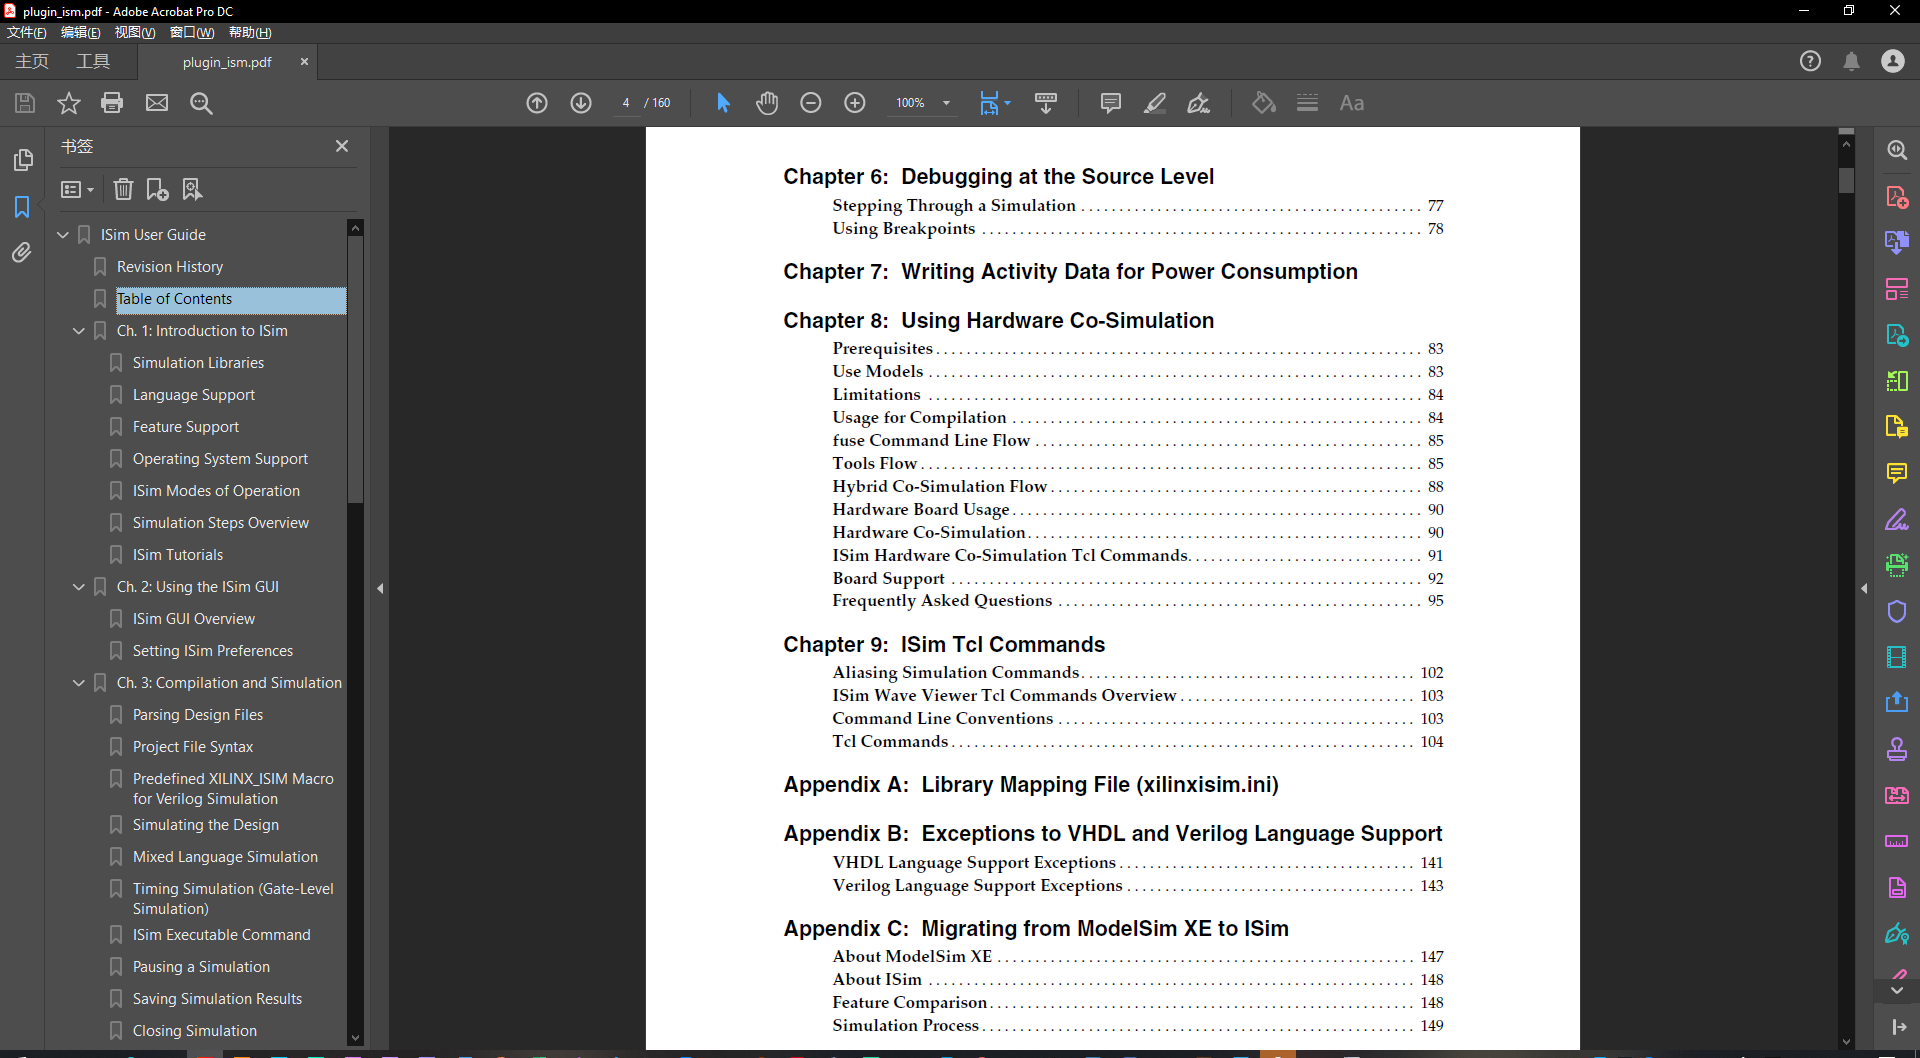 plugin_ism.pdf - Adobe Acrobat Pro DC
文件(F) 编辑(E) 视图(V) 窗口(W) 帮助(H)
主页 工具 plugin_ism.pdf ×
4 / 160 100% Aa
书签
ISim User Guide
Revision History
Table of Contents
Ch. 1: Introduction to ISim
Simulation Libraries
Language Support
Feature Support
Operating System Support
ISim Modes of Operation
Simulation Steps Overview
ISim Tutorials
Ch. 2: Using the ISim GUI
ISim GUI Overview
Setting ISim Preferences
Ch. 3: Compilation and Simulation
Parsing Design Files
Project File Syntax
Predefined XILINX_ISIM Macro
for Verilog Simulation
Simulating the Design
Mixed Language Simulation
Timing Simulation (Gate-Level
Simulation)
ISim Executable Command
Pausing a Simulation
Saving Simulation Results
Closing Simulation
Chapter 6: Debugging at the Source Level
Stepping Through a Simulation 77
Using Breakpoints 78
Chapter 7: Writing Activity Data for Power Consumption
Chapter 8: Using Hardware Co-Simulation
Prerequisites 83
Use Models 83
Limitations 84
Usage for Compilation 84
fuse Command Line Flow 85
Tools Flow 85
Hybrid Co-Simulation Flow 88
Hardware Board Usage 90
Hardware Co-Simulation 90
ISim Hardware Co-Simulation Tcl Commands 91
Board Support 92
Frequently Asked Questions 95
Chapter 9: ISim Tcl Commands
Aliasing Simulation Commands 102
ISim Wave Viewer Tcl Commands Overview 103
Command Line Conventions 103
Tcl Commands 104
Appendix A: Library Mapping File (xilinxisim.ini)
Appendix B: Exceptions to VHDL and Verilog Language Support
VHDL Language Support Exceptions 141
Verilog Language Support Exceptions 143
Appendix C: Migrating from ModelSim XE to ISim
About ModelSim XE 147
About ISim 148
Feature Comparison 148
Simulation Process 149